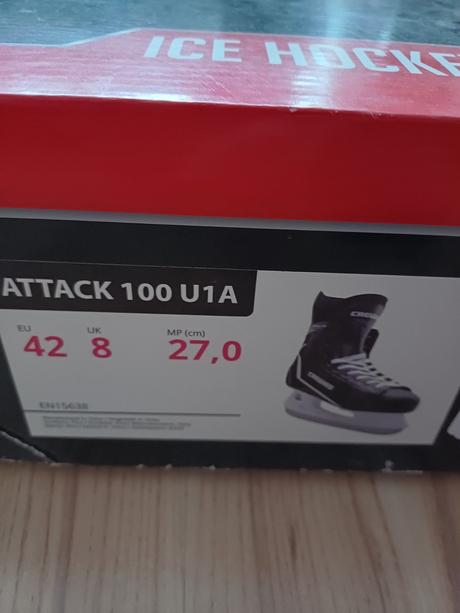 ICE HOCKE
ATTACK 100 U1A
EU UK MP (cm)
42 8 27,0
EN15638